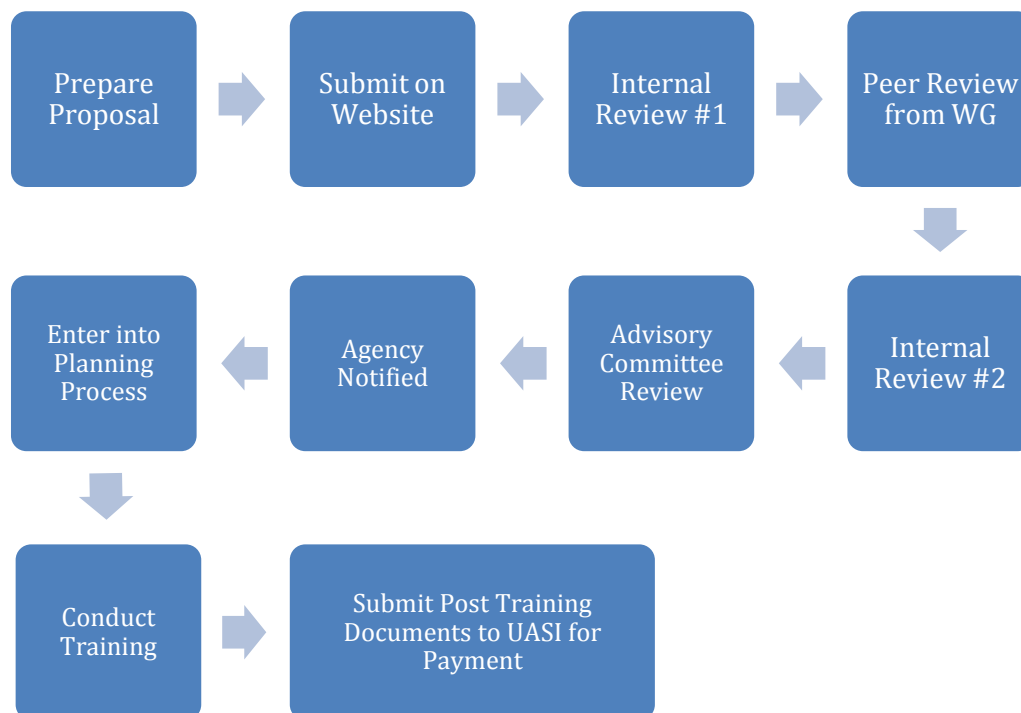 Prepare
Proposal
Submit on
Website
Internal
Review #1
Peer Review
from WG
Internal
Review #2
Advisory
Committee
Review
Agency
Notified
Enter into
Planning
Process
Conduct
Training
Submit Post Training
Documents to UASI for
Payment